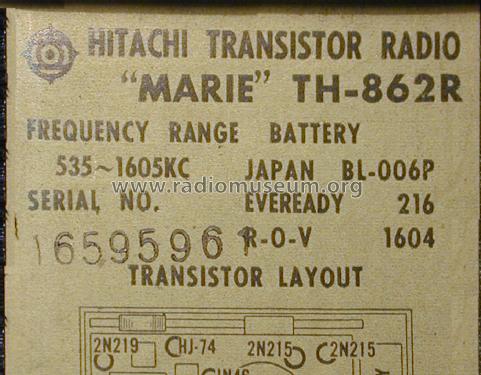 HITACHI TRANSISTOR RADIO
"MARIE" TH-862R
FREQUENCY RANGE BATTERY
535~1605KC JAPAN BL-006P
www.radiomuseum.org
SERIAL NO. EVEREADY 216
1659596 R-O-V 1604
TRANSISTOR LAYOUT
2N219 HJ-74 2N215 2N215